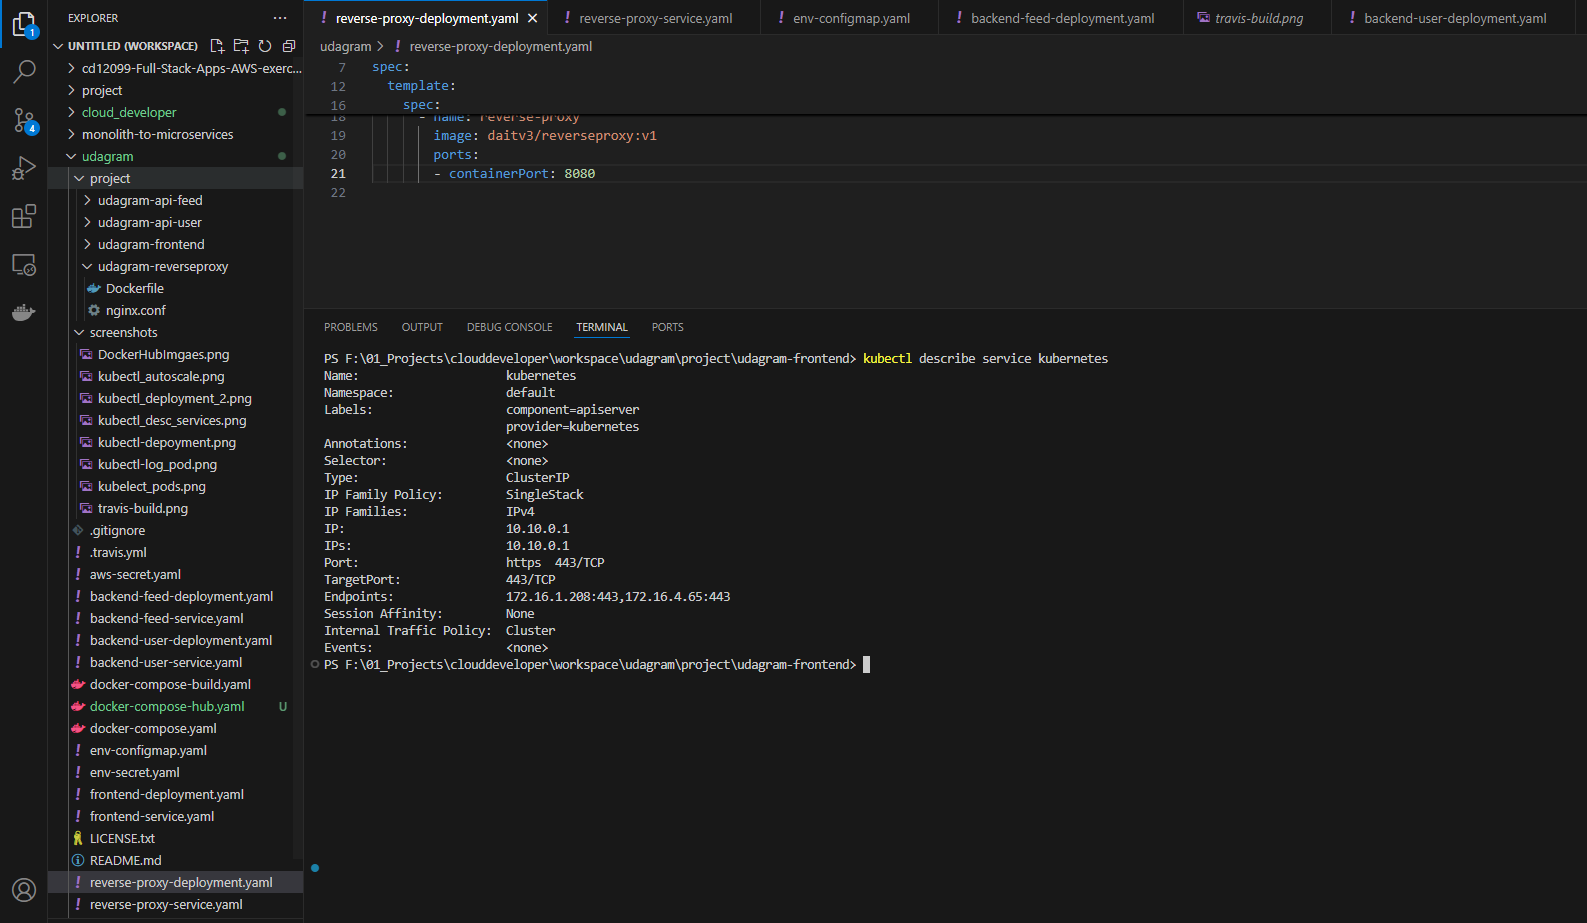 EXPLORER
UNTITLED (WORKSPACE)
cd12099-Full-Stack-Apps-AWS-exerc...
project
cloud_developer
monolith-to-microservices
udagram
project
udagram-api-feed
udagram-api-user
udagram-frontend
udagram-reverseproxy
Dockerfile
nginx.conf
screenshots
DockerHubImgaes.png
kubectl_autoscale.png
kubectl_deployment_2.png
kubectl_desc_services.png
kubectl-depoyment.png
kubectl-log_pod.png
kubelect_pods.png
travis-build.png
.gitignore
.travis.yml
aws-secret.yaml
backend-feed-deployment.yaml
backend-feed-service.yaml
backend-user-deployment.yaml
backend-user-service.yaml
docker-compose-build.yaml
docker-compose-hub.yaml U
docker-compose.yaml
env-configmap.yaml
env-secret.yaml
frontend-deployment.yaml
frontend-service.yaml
LICENSE.txt
README.md
reverse-proxy-deployment.yaml
reverse-proxy-service.yaml
1
4
reverse-proxy-deployment.yaml reverse-proxy-service.yaml env-configmap.yaml backend-feed-deployment.yaml travis-build.png backend-user-deployment.yaml
udagram > ! reverse-proxy-deployment.yaml
7 spec:
12 template:
16 spec:
18 - name: reverse-proxy
19 image: daitv3/reverseproxy:v1
20 ports:
21 - containerPort: 8080
22
PROBLEMS OUTPUT DEBUG CONSOLE TERMINAL PORTS
PS F:\01_Projects\clouddeveloper\workspace\udagram\project\udagram-frontend> kubectl describe service kubernetes
Name: kubernetes
Namespace: default
Labels: component=apiserver
provider=kubernetes
Annotations: <none>
Selector: <none>
Type: ClusterIP
IP Family Policy: SingleStack
IP Families: IPv4
IP: 10.10.0.1
IPs: 10.10.0.1
Port: https 443/TCP
TargetPort: 443/TCP
Endpoints: 172.16.1.208:443,172.16.4.65:443
Session Affinity: None
Internal Traffic Policy: Cluster
Events: <none>
PS F:\01_Projects\clouddeveloper\workspace\udagram\project\udagram-frontend>